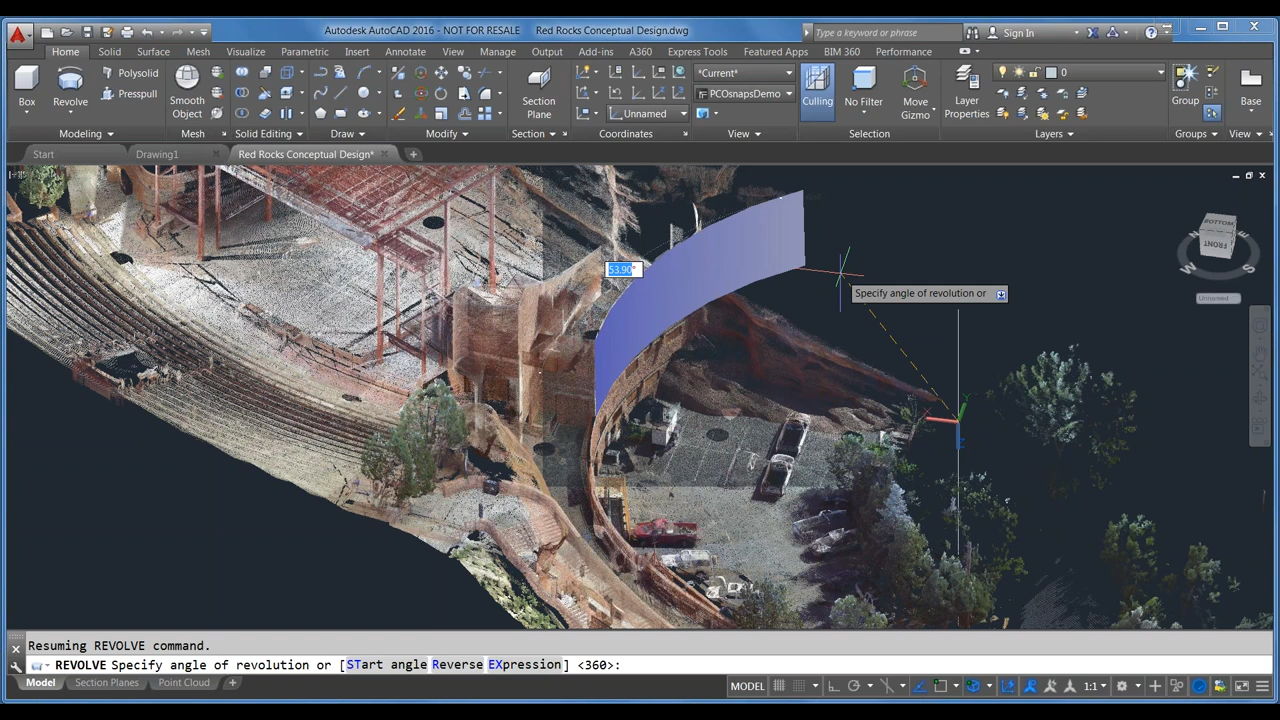 Autodesk AutoCAD 2016 - NOT FOR RESALE Red Rocks Conceptual Design.dwg
Type a keyword or phrase
Sign In
Home Solid Surface Mesh Visualize Parametric Insert Annotate View Manage Output Add-ins A360 Express Tools Featured Apps BIM 360 Performance
Box
Revolve
Polysolid
Presspull
Smooth Object
Section Plane
*Current*
PCOsnapsDemo
Unnamed
Culling
No Filter
Move Gizmo
Layer Properties
0
Group
Base
Modeling Mesh Solid Editing Draw Modify Section Coordinates View Selection Layers Groups View
Start Drawing1 Red Rocks Conceptual Design*
BOTTOM
FRONT
W
S
Unnamed
53.90°
Specify angle of revolution or
Resuming REVOLVE command.
REVOLVE Specify angle of revolution or [STart angle Reverse EXpression] <360>:
Model Section Planes Point Cloud
MODEL
1:1